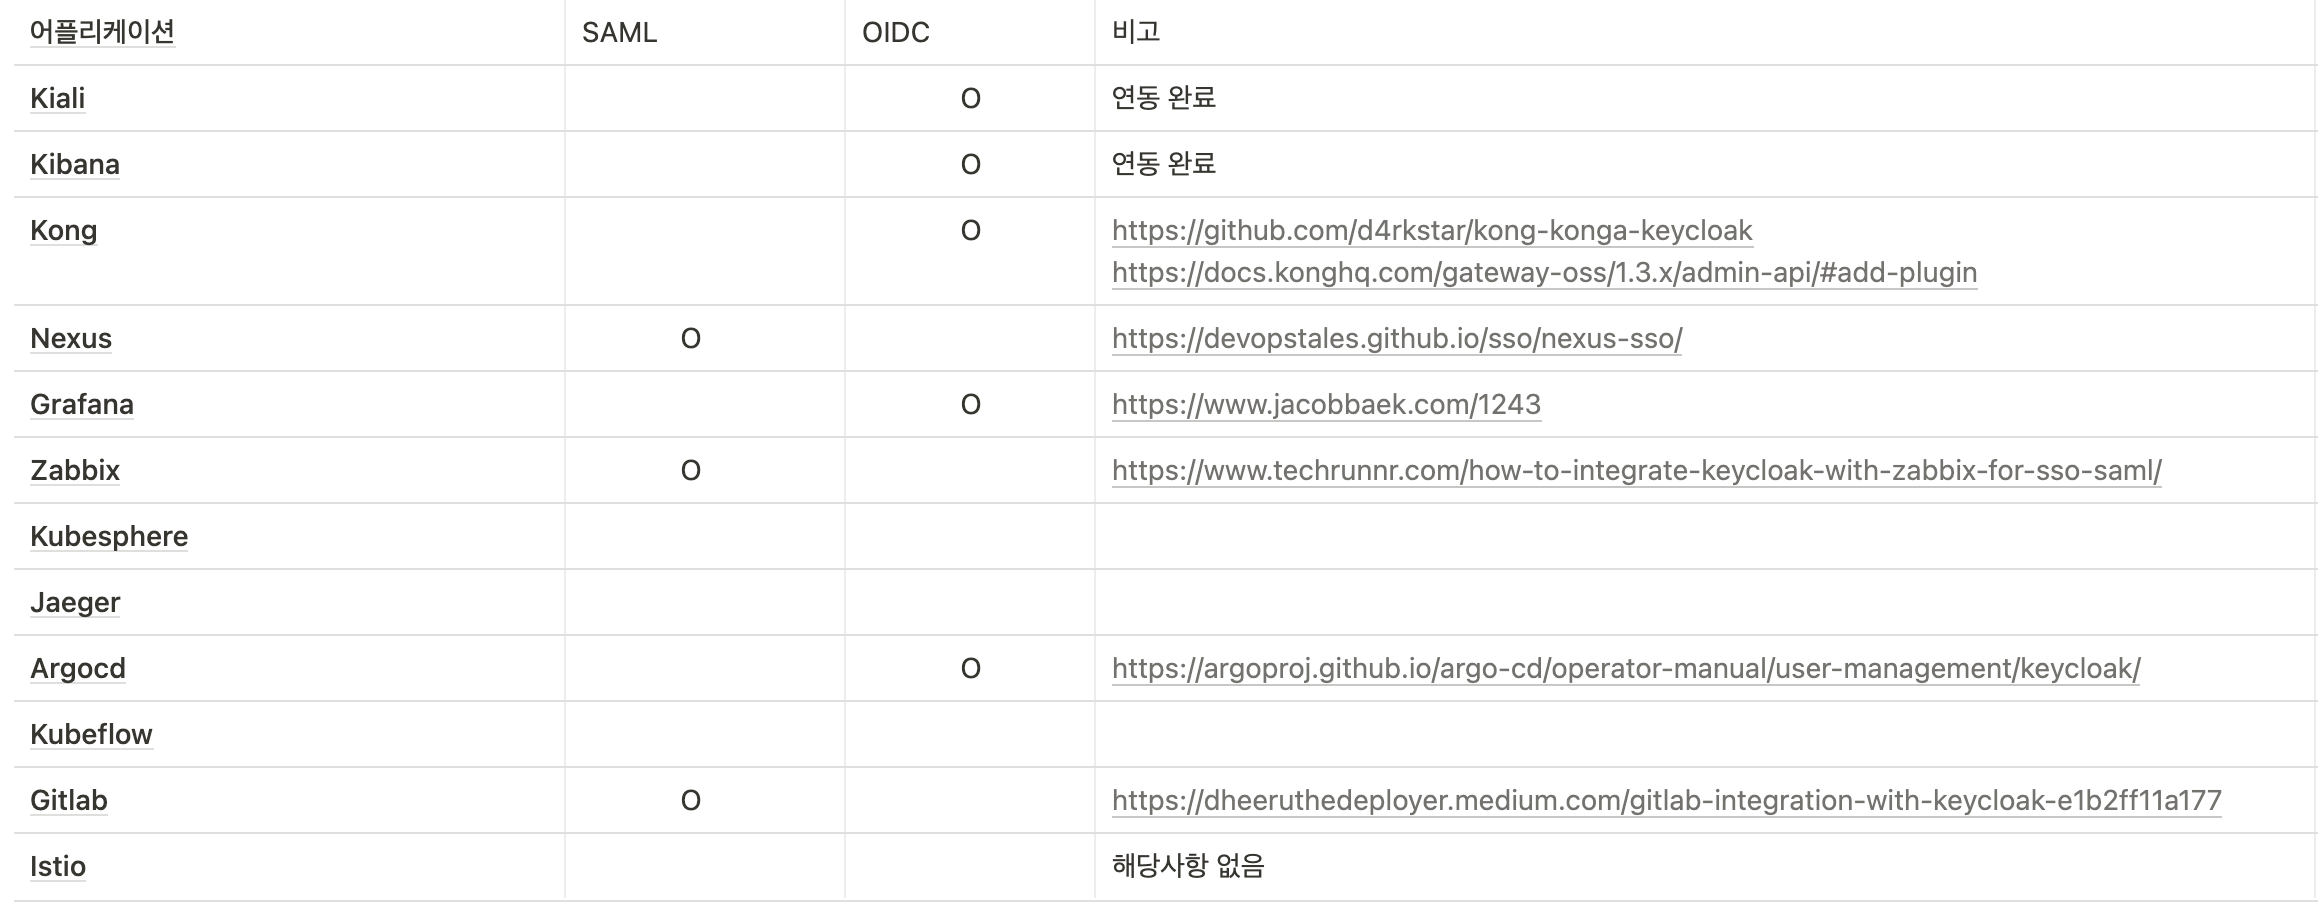 어플리케이션 SAML OIDC 비고
Kiali O 연동 완료
Kibana O 연동 완료
Kong O https://github.com/d4rkstar/kong-konga-keycloak
https://docs.konghq.com/gateway-oss/1.3.x/admin-api/#add-plugin
Nexus O https://devopstales.github.io/sso/nexus-sso/
Grafana O https://www.jacobbaek.com/1243
Zabbix O https://www.techrunnr.com/how-to-integrate-keycloak-with-zabbix-for-sso-saml/
Kubesphere
Jaeger
Argocd O https://argoproj.github.io/argo-cd/operator-manual/user-management/keycloak/
Kubeflow
Gitlab O https://dheeruthedeployer.medium.com/gitlab-integration-with-keycloak-e1b2ff11a177
Istio 해당사항 없음